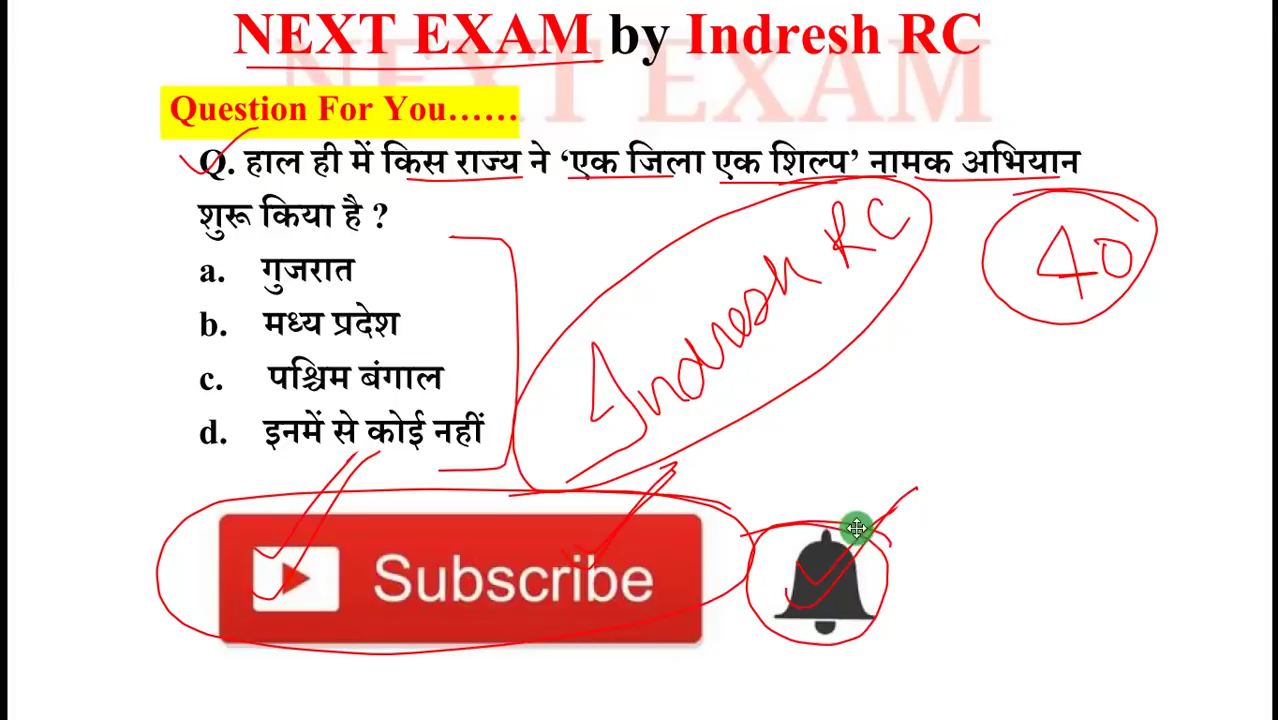 NEXT EXAM by Indresh RC
NEXT EXAM
Question For You......
Q. हाल ही में किस राज्य ने ‘एक जिला एक शिल्प’ नामक अभियान
शुरू किया है ?
a. गुजरात
b. मध्य प्रदेश
c. पश्चिम बंगाल
d. इनमें से कोई नहीं
Indresh RC
40
Subscribe